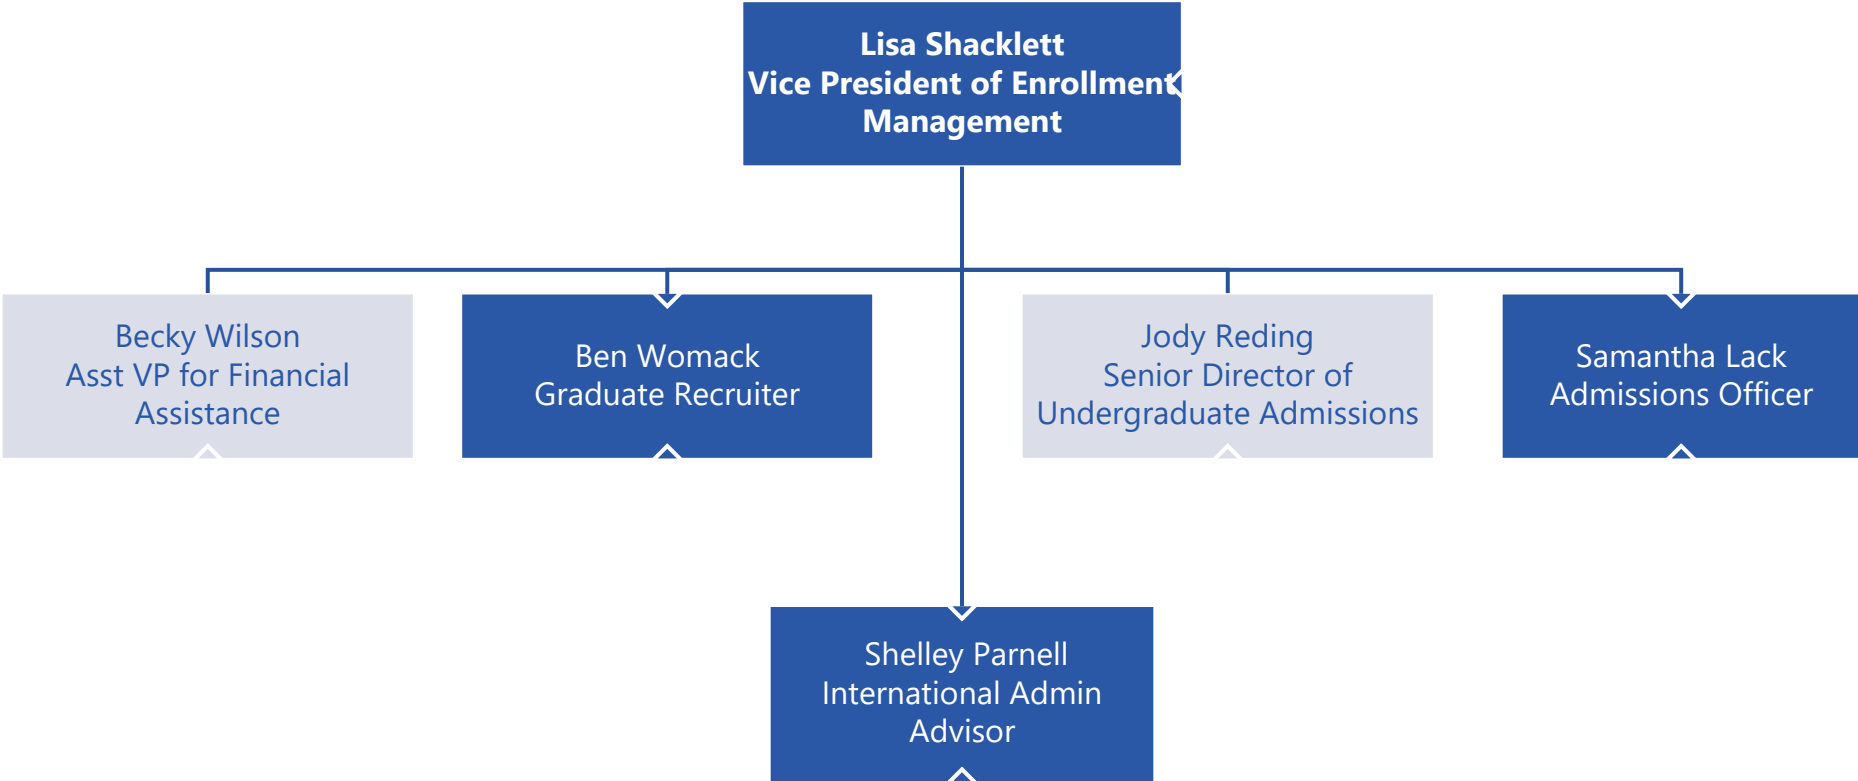 Lisa Shacklett
Vice President of Enrollment
Management
Becky Wilson
Asst VP for Financial
Assistance
Ben Womack
Graduate Recruiter
Jody Reding
Senior Director of
Undergraduate Admissions
Samantha Lack
Admissions Officer
Shelley Parnell
International Admin
Advisor